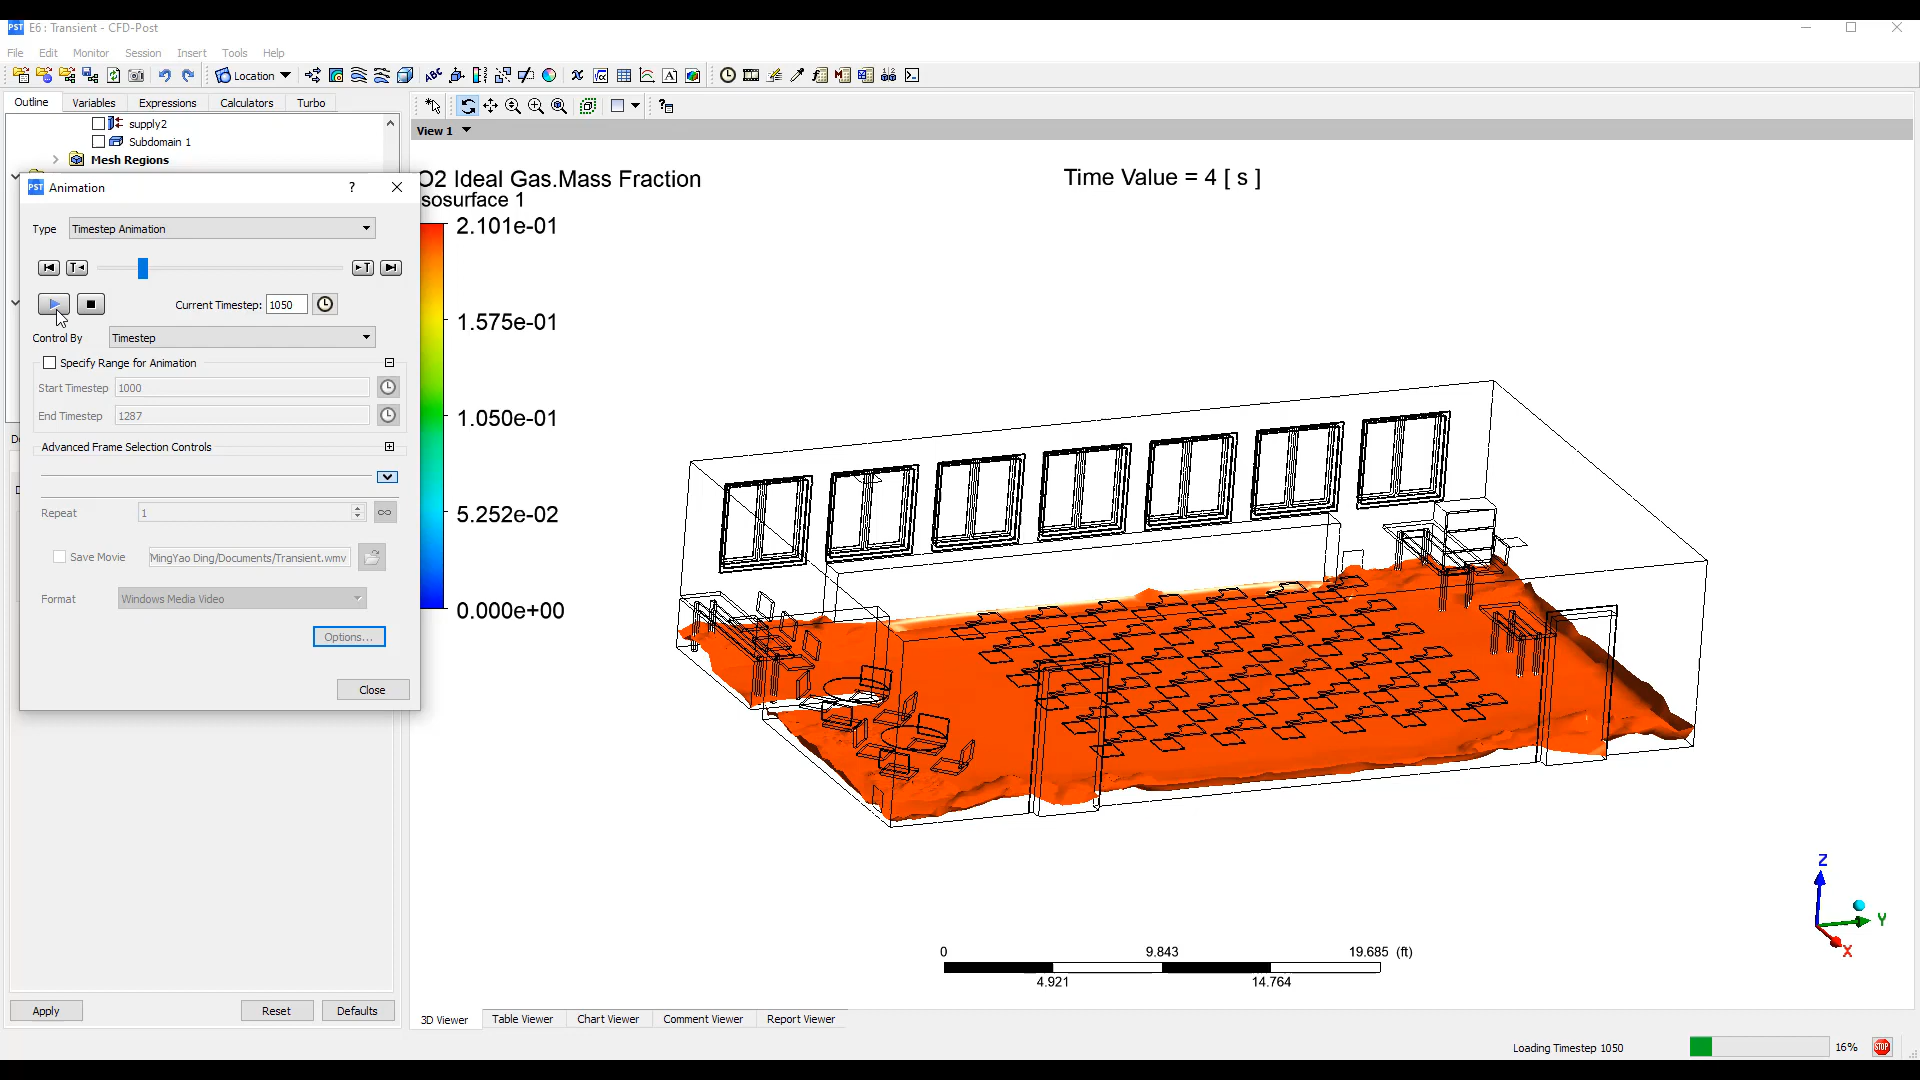 PST E6 : Transient - CFD-Post
File Edit Monitor Session Insert Tools Help
Location
Outline Variables Expressions Calculators Turbo
supply2
Subdomain 1
Mesh Regions
View 1
PST Animation ?
Type Timestep Animation
Current Timestep: 1050
Control By Timestep
Specify Range for Animation
Start Timestep 1000
End Timestep 1287
Advanced Frame Selection Controls
Repeat 1
Save Movie MingYao Ding/Documents/Transient.wmv
Format Windows Media Video
Options...
Close
Apply Reset Defaults
O2 Ideal Gas.Mass Fraction
sosurface 1
2.101e-01
1.575e-01
1.050e-01
5.252e-02
0.000e+00
Time Value = 4 [ s ]
Z
Y
X
0 9.843 19.685 (ft)
4.921 14.764
3D Viewer Table Viewer Chart Viewer Comment Viewer Report Viewer
Loading Timestep 1050 16% STOP